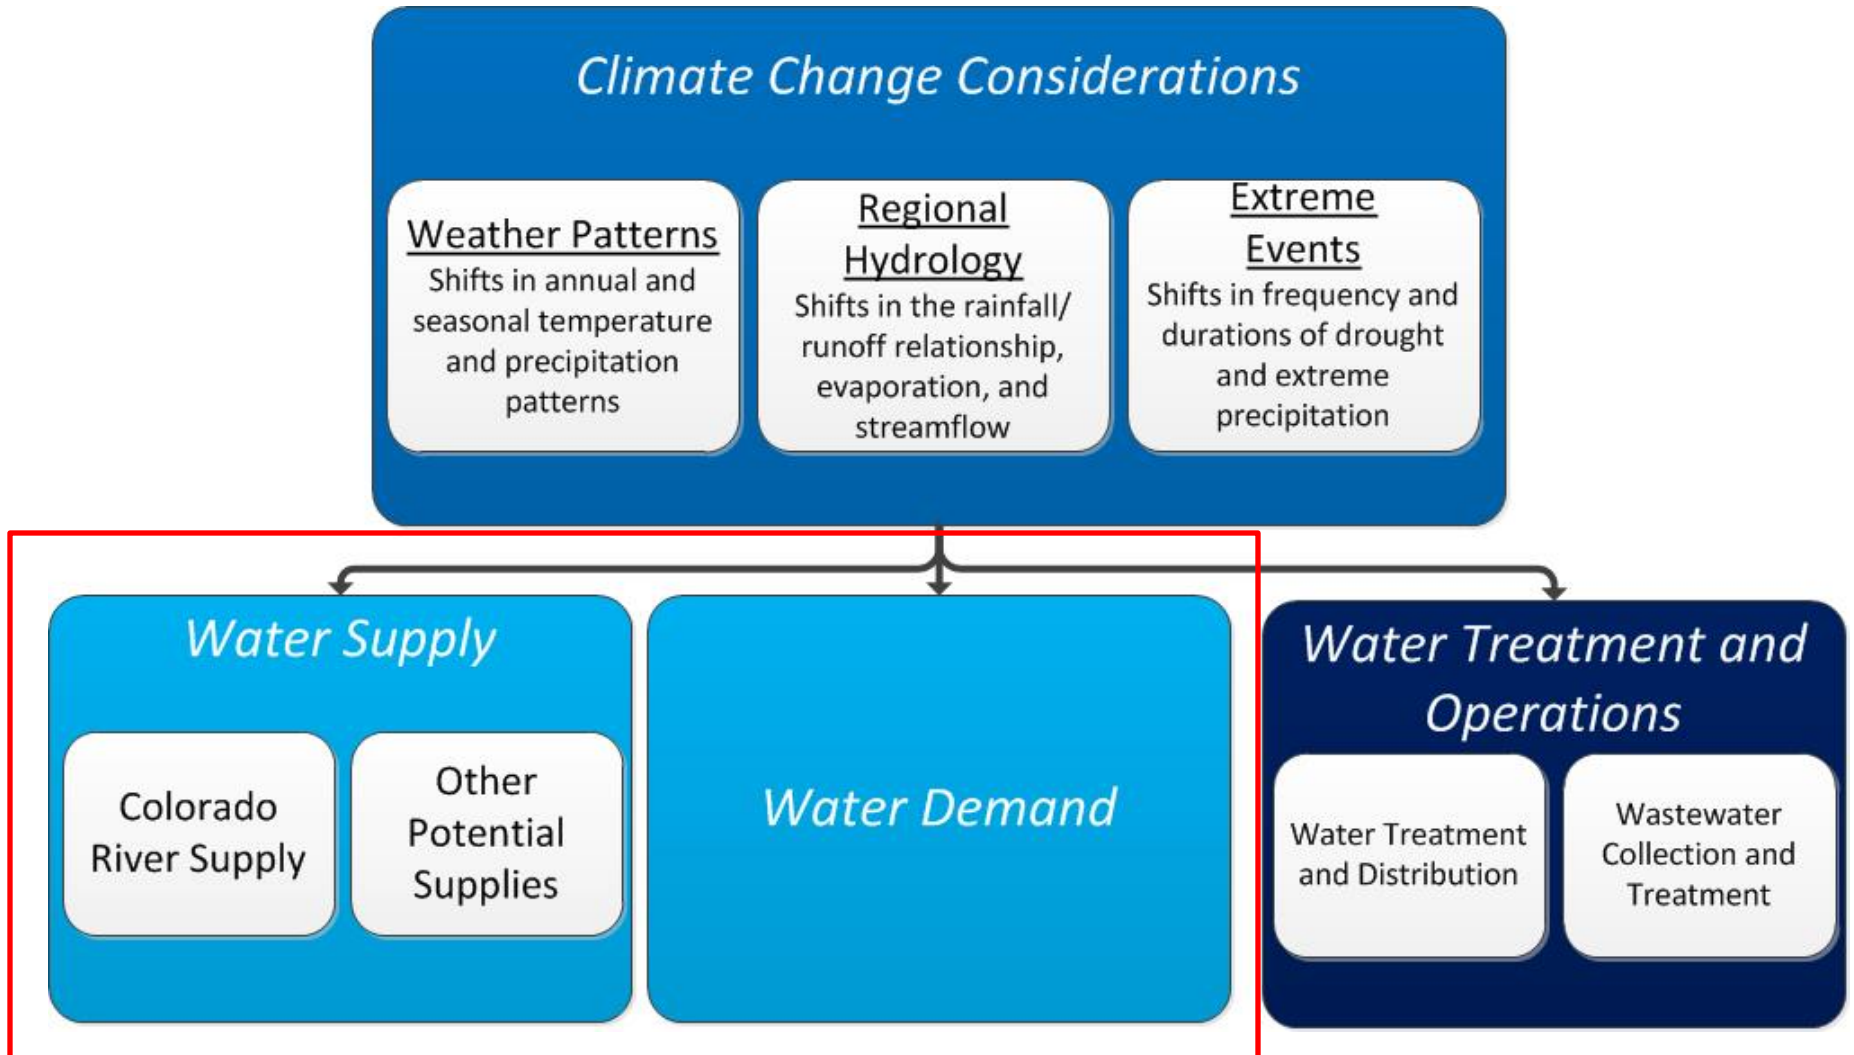 Climate Change Considerations
Weather Patterns
Shifts in annual and
seasonal temperature
and precipitation
patterns
Regional
Hydrology
Shifts in the rainfall/
runoff relationship,
evaporation, and
streamflow
Extreme
Events
Shifts in frequency and
durations of drought
and extreme
precipitation
Water Supply
Colorado
River Supply
Other
Potential
Supplies
Water Demand
Water Treatment and
Operations
Water Treatment
and Distribution
Wastewater
Collection and
Treatment